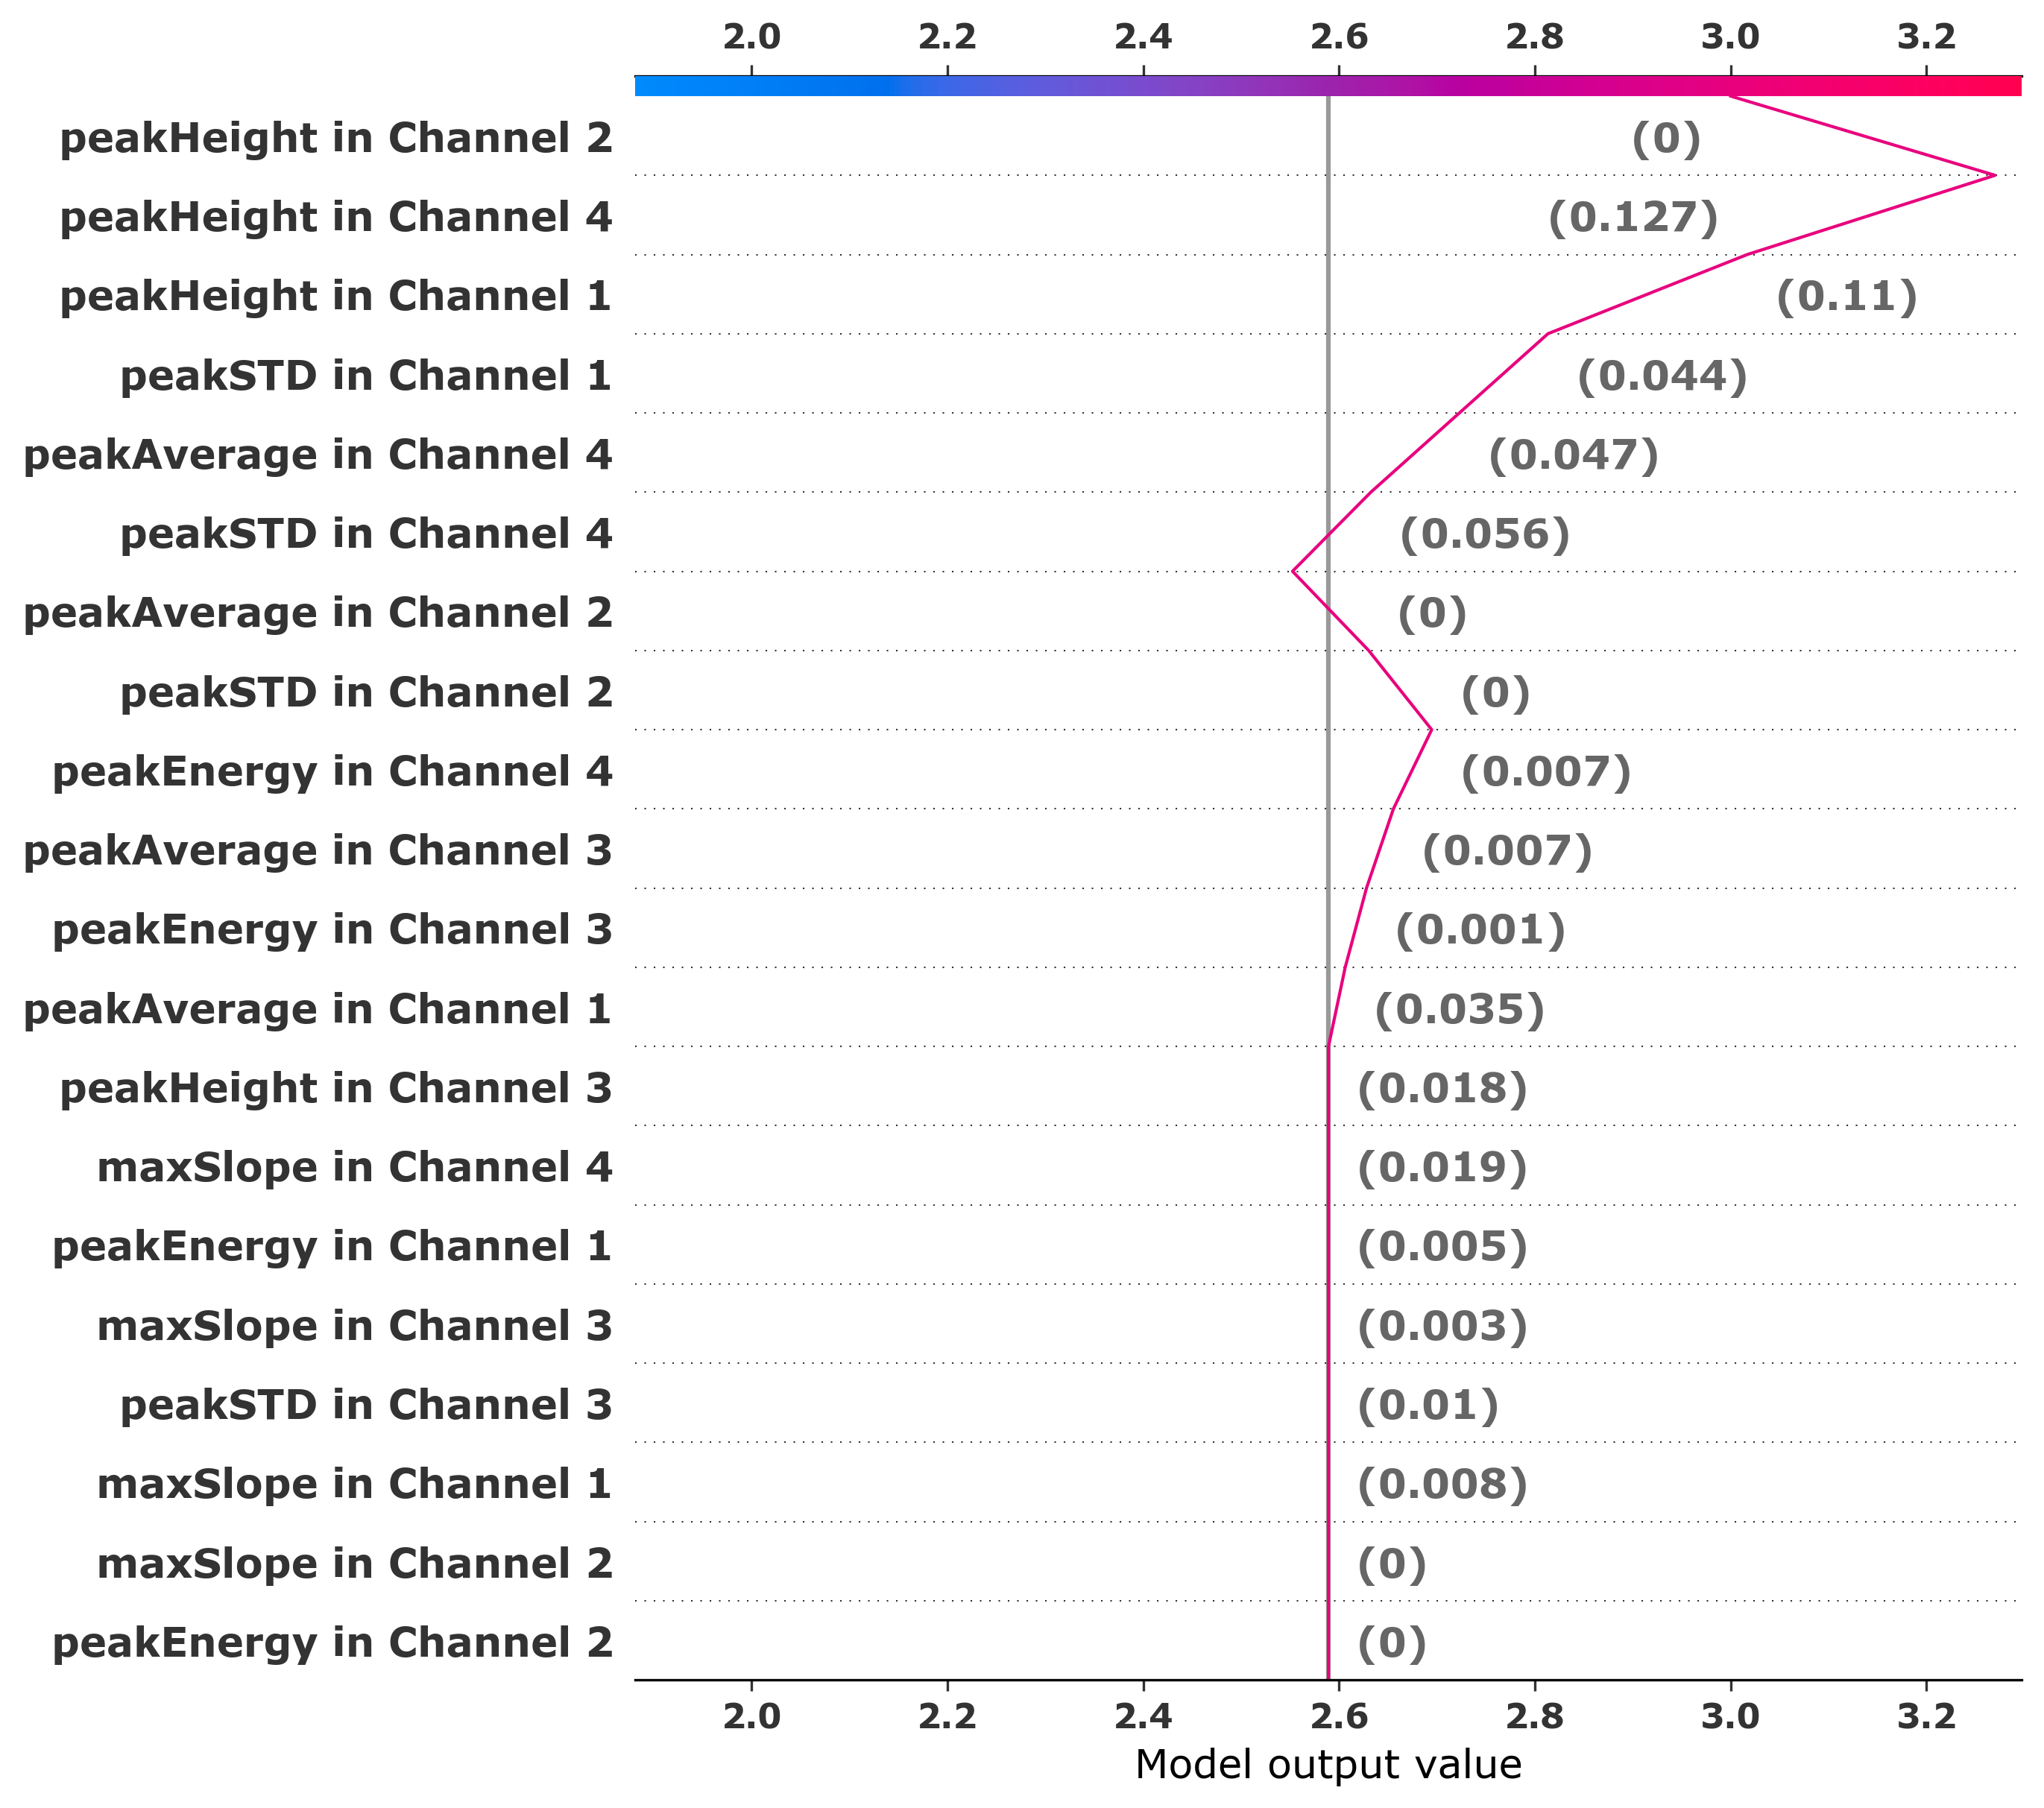 2.0 2.2 2.4 2.6 2.8 3.0 3.2
peakHeight in Channel 2 (0)
peakHeight in Channel 4 (0.127)
peakHeight in Channel 1 (0.11)
peakSTD in Channel 1 (0.044)
peakAverage in Channel 4 (0.047)
peakSTD in Channel 4 (0.056)
peakAverage in Channel 2 (0)
peakSTD in Channel 2 (0)
peakEnergy in Channel 4 (0.007)
peakAverage in Channel 3 (0.007)
peakEnergy in Channel 3 (0.001)
peakAverage in Channel 1 (0.035)
peakHeight in Channel 3 (0.018)
maxSlope in Channel 4 (0.019)
peakEnergy in Channel 1 (0.005)
maxSlope in Channel 3 (0.003)
peakSTD in Channel 3 (0.01)
maxSlope in Channel 1 (0.008)
maxSlope in Channel 2 (0)
peakEnergy in Channel 2 (0)
2.0 2.2 2.4 2.6 2.8 3.0 3.2
Model output value